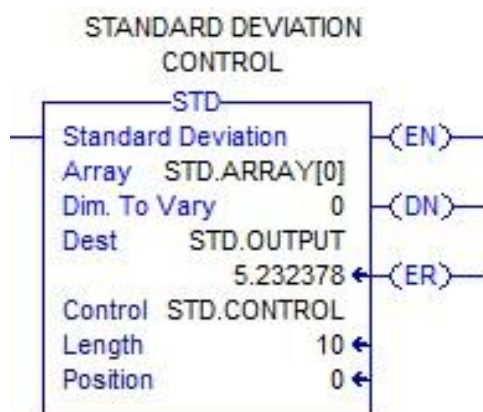 STANDARD DEVIATION
CONTROL
STD
Standard Deviation (EN)
Array STD.ARRAY[0]
Dim. To Vary 0 (DN)
Dest STD.OUTPUT
5.232378 (ER)
Control STD.CONTROL
Length 10
Position 0